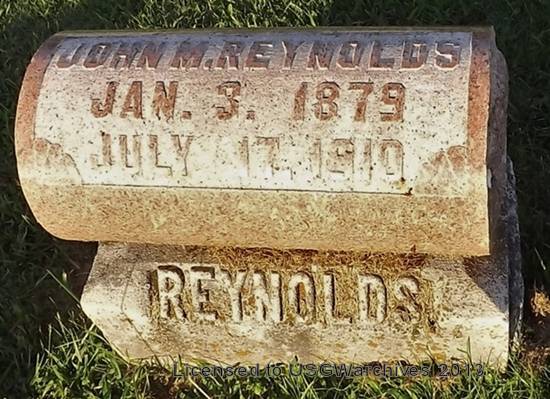 JOHN M. REYNOLDS
JAN. 3. 1879
JULY 17, 1910
REYNOLDS
Licensed to USGWarchives 2013